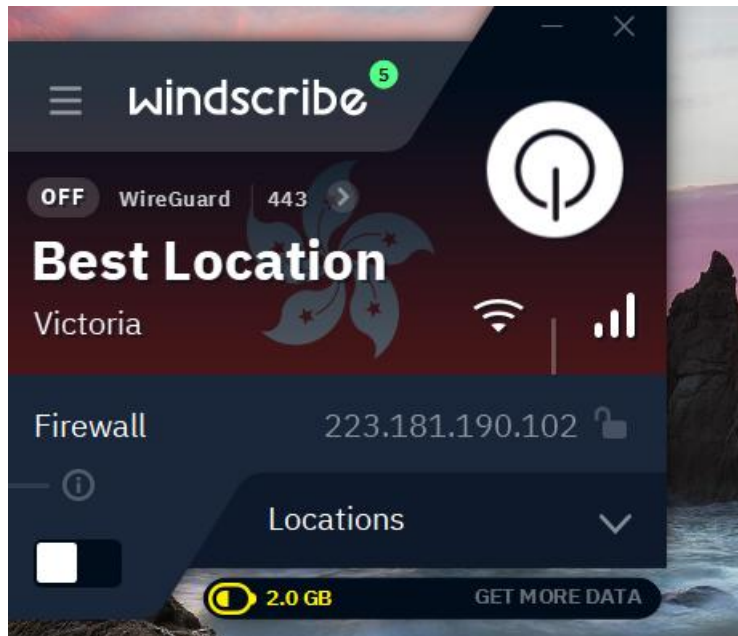 windscribe 5
OFF WireGuard 443
Best Location
Victoria
Firewall 223.181.190.102
Locations
2.0 GB GET MORE DATA